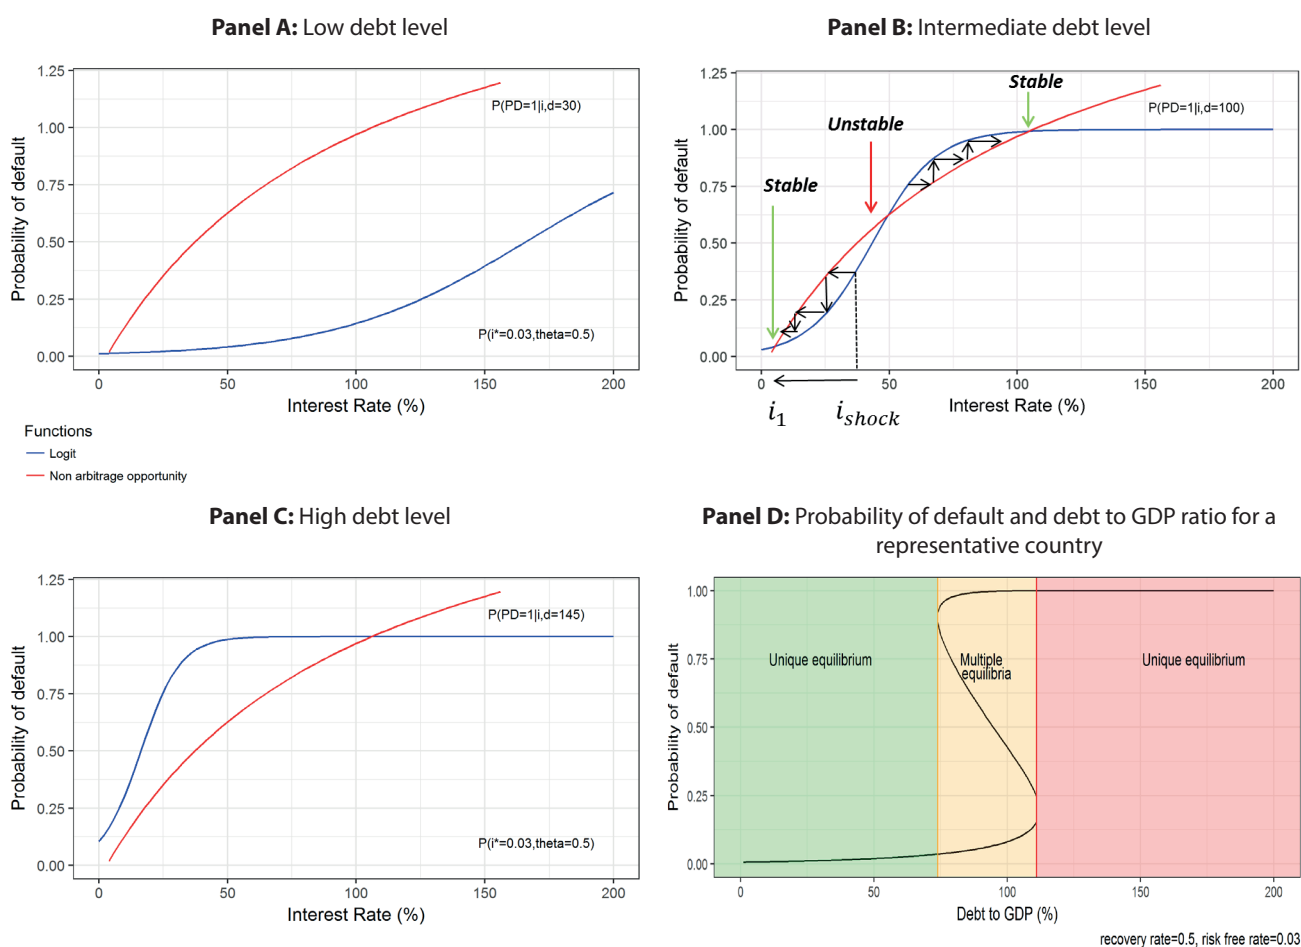 Panel A: Low debt level
1.25
1.00
0.75
0.50
0.25
0.00
Probability of default
P(PD=1|i,d=30)
P(i*=0.03,theta=0.5)
0
50
100
150
200
Interest Rate (%)
Functions
Logit
Non arbitrage opportunity
Panel B: Intermediate debt level
1.25
1.00
0.75
0.50
0.25
0.00
Probability of default
Stable
P(PD=1|i,d=100)
Unstable
Stable
0
50
100
150
200
Interest Rate (%)
i1
ishock
Panel C: High debt level
1.25
1.00
0.75
0.50
0.25
0.00
Probability of default
P(PD=1|i,d=145)
P(i*=0.03,theta=0.5)
0
50
100
150
200
Interest Rate (%)
Panel D: Probability of default and debt to GDP ratio for a
representative country
1.00
0.75
0.50
0.25
0.00
Probability of default
Unique equilibrium
Multiple
equilibria
Unique equilibrium
0
50
100
150
200
Debt to GDP (%)
recovery rate=0.5, risk free rate=0.03